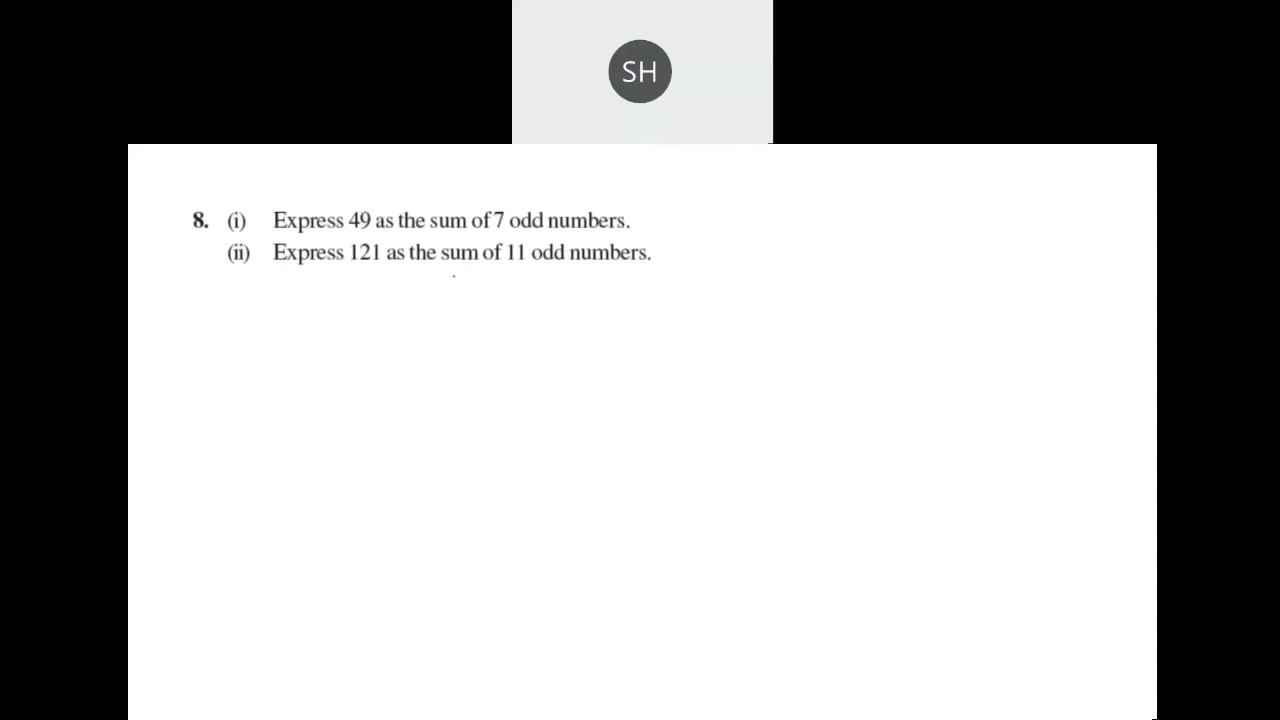 SH
8. (i) Express 49 as the sum of 7 odd numbers.
(ii) Express 121 as the sum of 11 odd numbers.